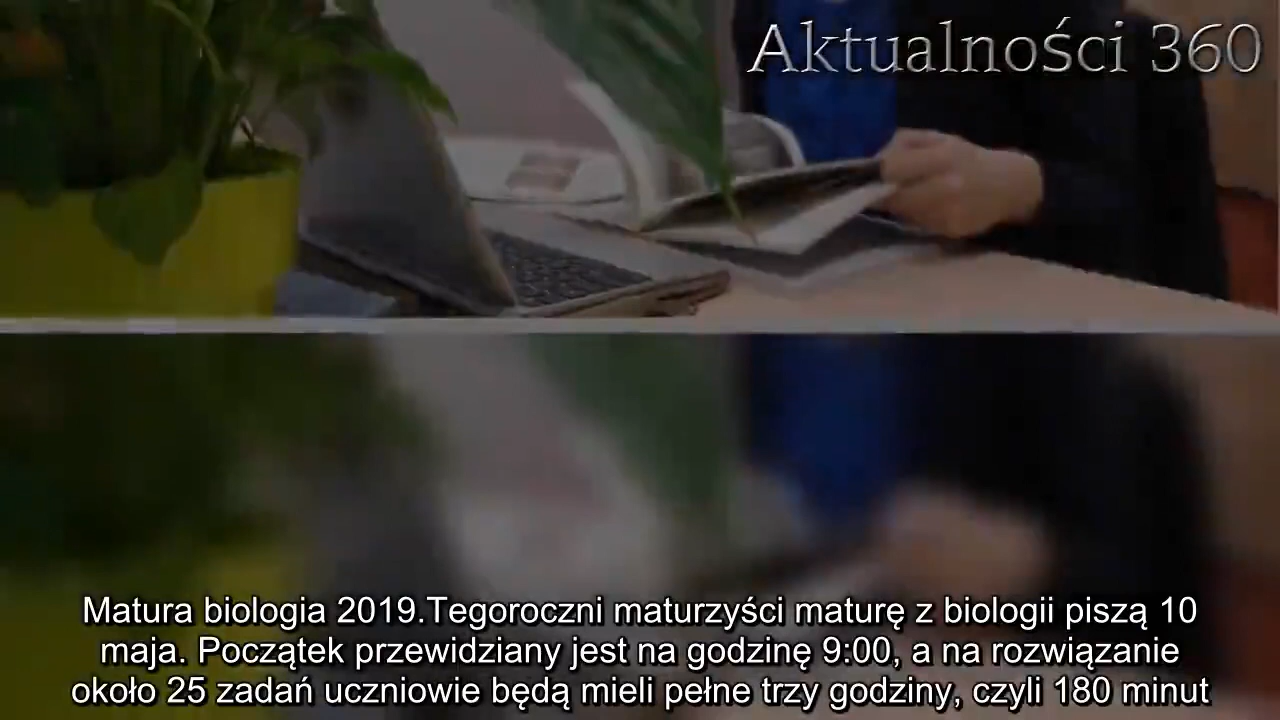 Aktualności 360
Matura biologia 2019.Tegoroczni maturzyści maturę z biologii piszą 10
maja. Początek przewidziany jest na godzinę 9:00, a na rozwiązanie
około 25 zadań uczniowie będą mieli pełne trzy godziny, czyli 180 minut